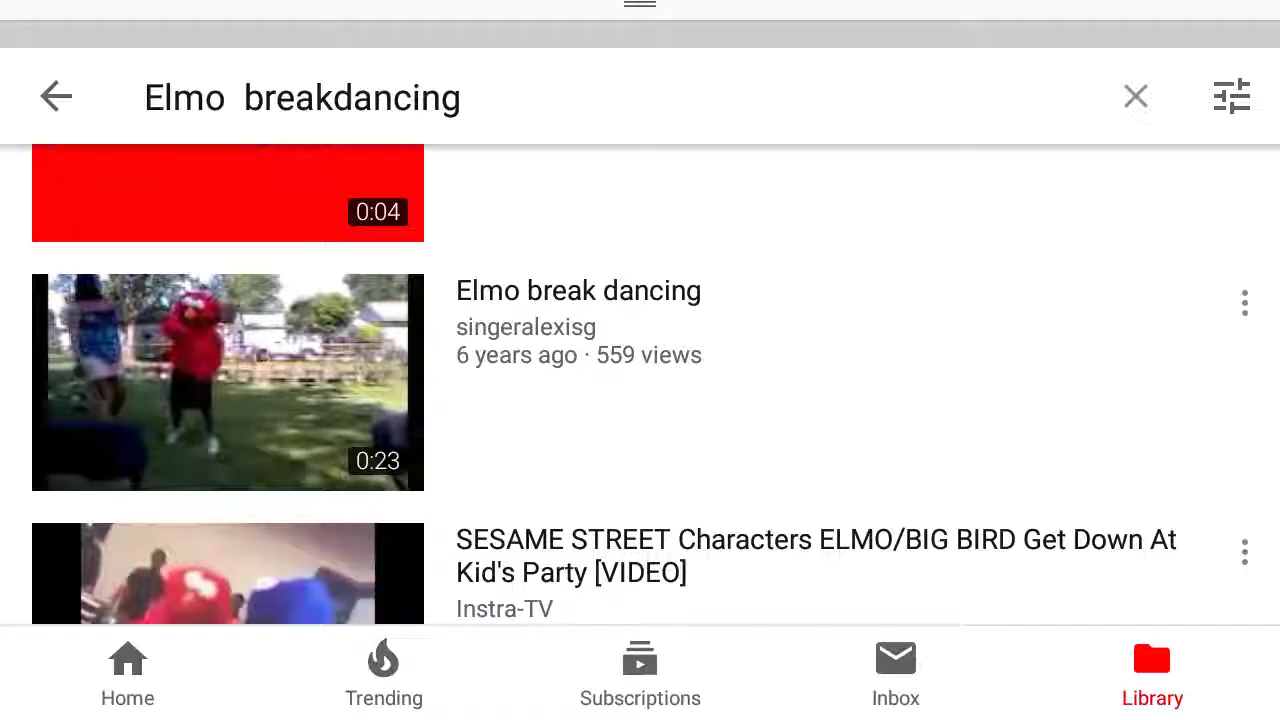 Elmo  breakdancing
0:04
Elmo break dancing
singeralexisg
6 years ago · 559 views
0:23
SESAME STREET Characters ELMO/BIG BIRD Get Down At
Kid's Party [VIDEO]
Instra-TV
Home
Trending
Subscriptions
Inbox
Library